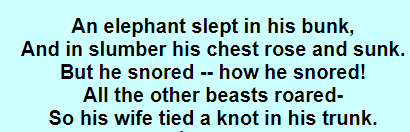 An elephant slept in his bunk,
And in slumber his chest rose and sunk.
But he snored -- how he snored!
All the other beasts roared-
So his wife tied a knot in his trunk.